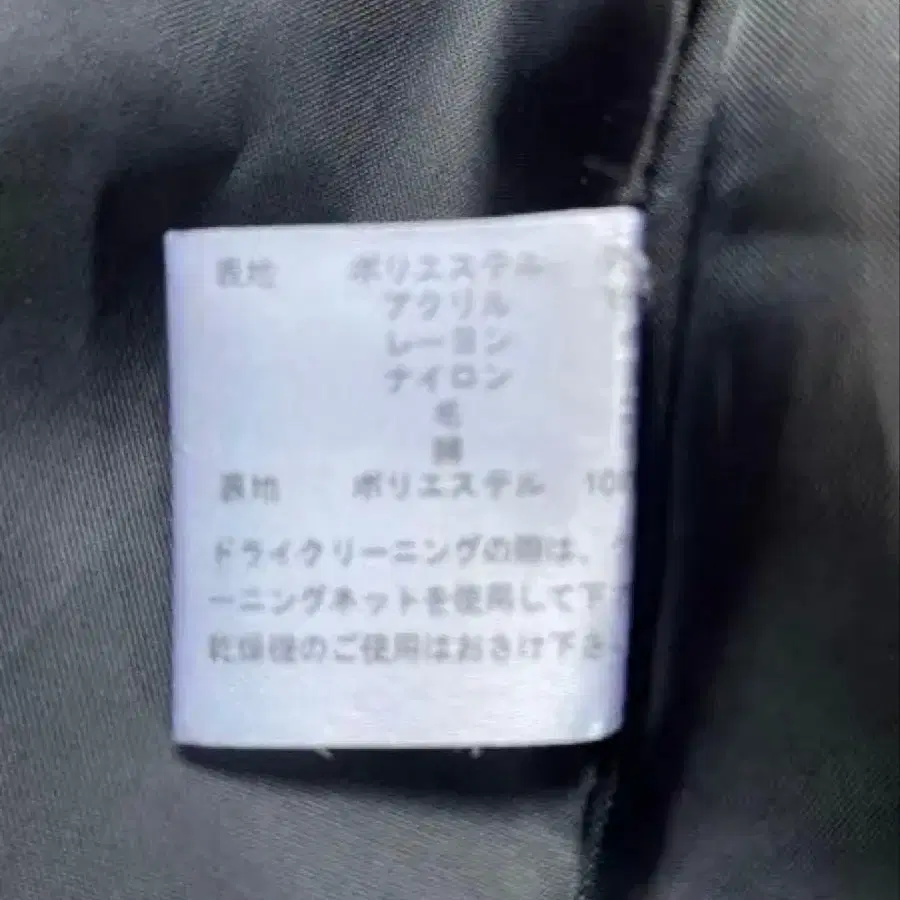 表地 ポリエステル
アクリル
レーヨン
ナイロン
毛
綿
表地 ポリエステル 10
ドライクリーニングの際は、ク
ーニングネットを使用して下
乾燥機のご使用はおさけ下さ